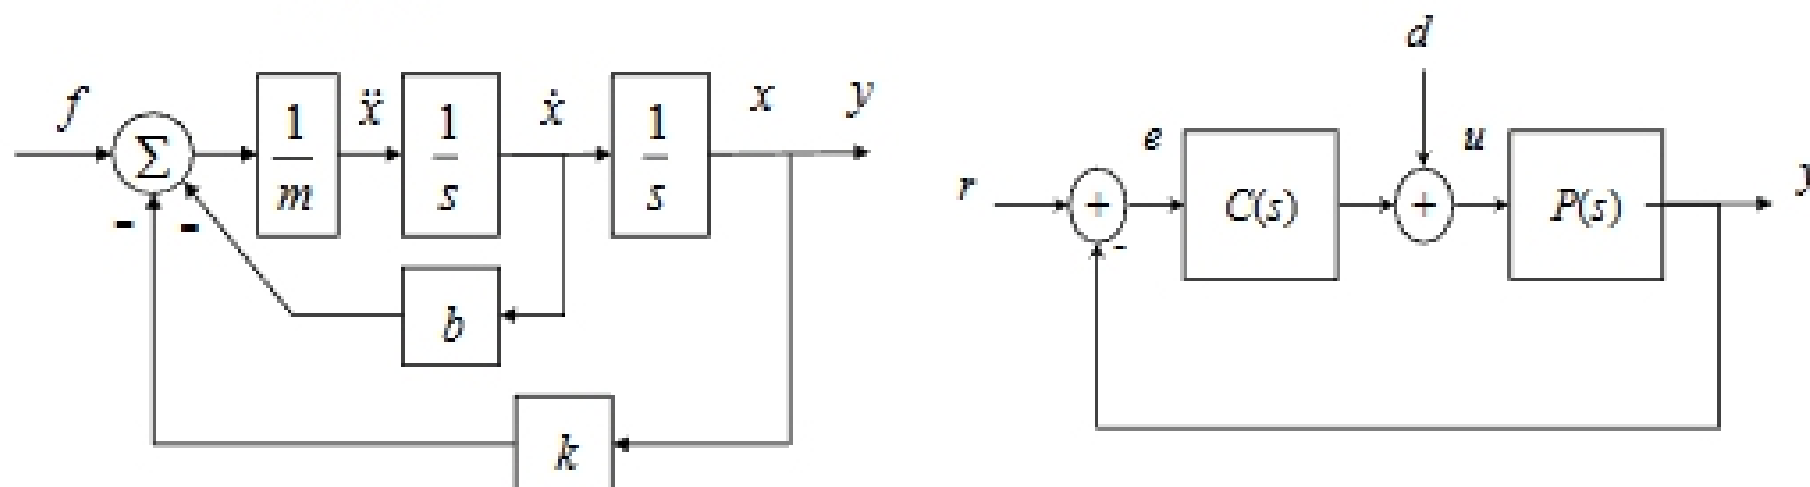 d
f 1 ẍ 1 ẋ 1 x y
Σ m s s
- -
b
k
r + e C(s) + u P(s) y
-